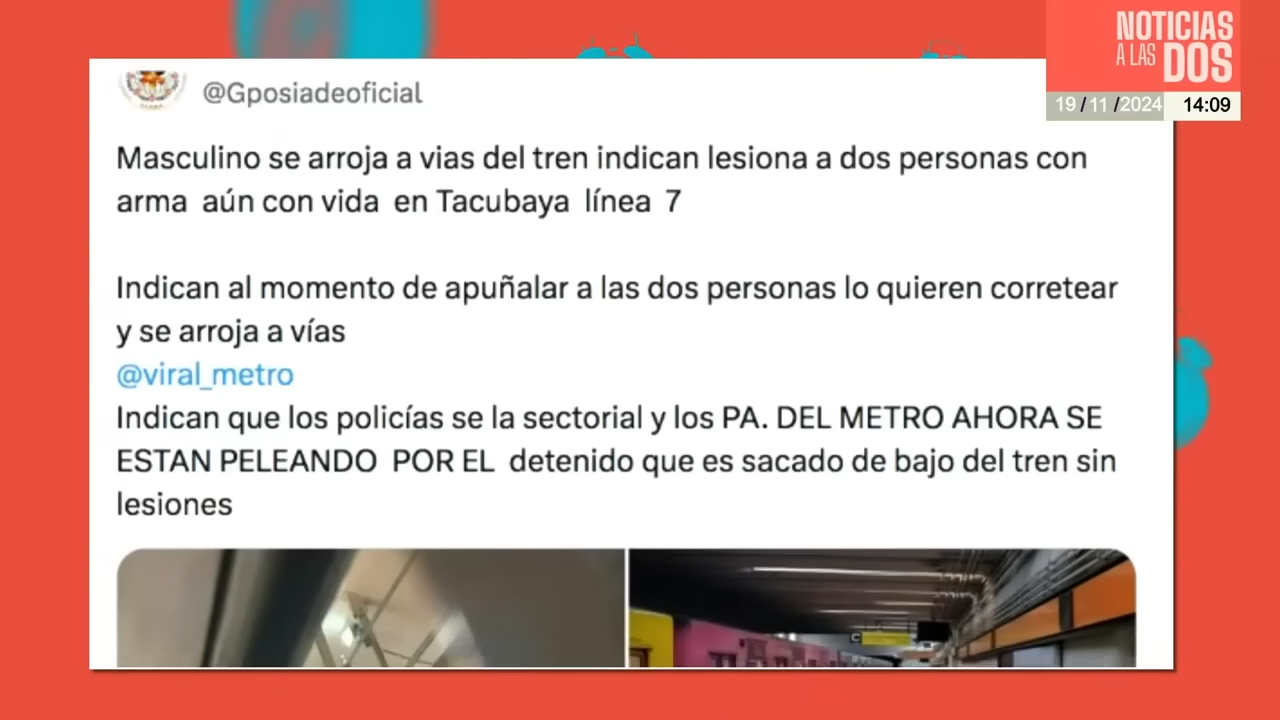 NOTICIAS
A LAS DOS
19 / 11 /2024 14:09
@Gposiadeoficial
Masculino se arroja a vias del tren indican lesiona a dos personas con
arma aún con vida en Tacubaya línea 7
Indican al momento de apuñalar a las dos personas lo quieren corretear
y se arroja a vías
@viral_metro
Indican que los policías se la sectorial y los PA. DEL METRO AHORA SE
ESTAN PELEANDO POR EL detenido que es sacado de bajo del tren sin
lesiones